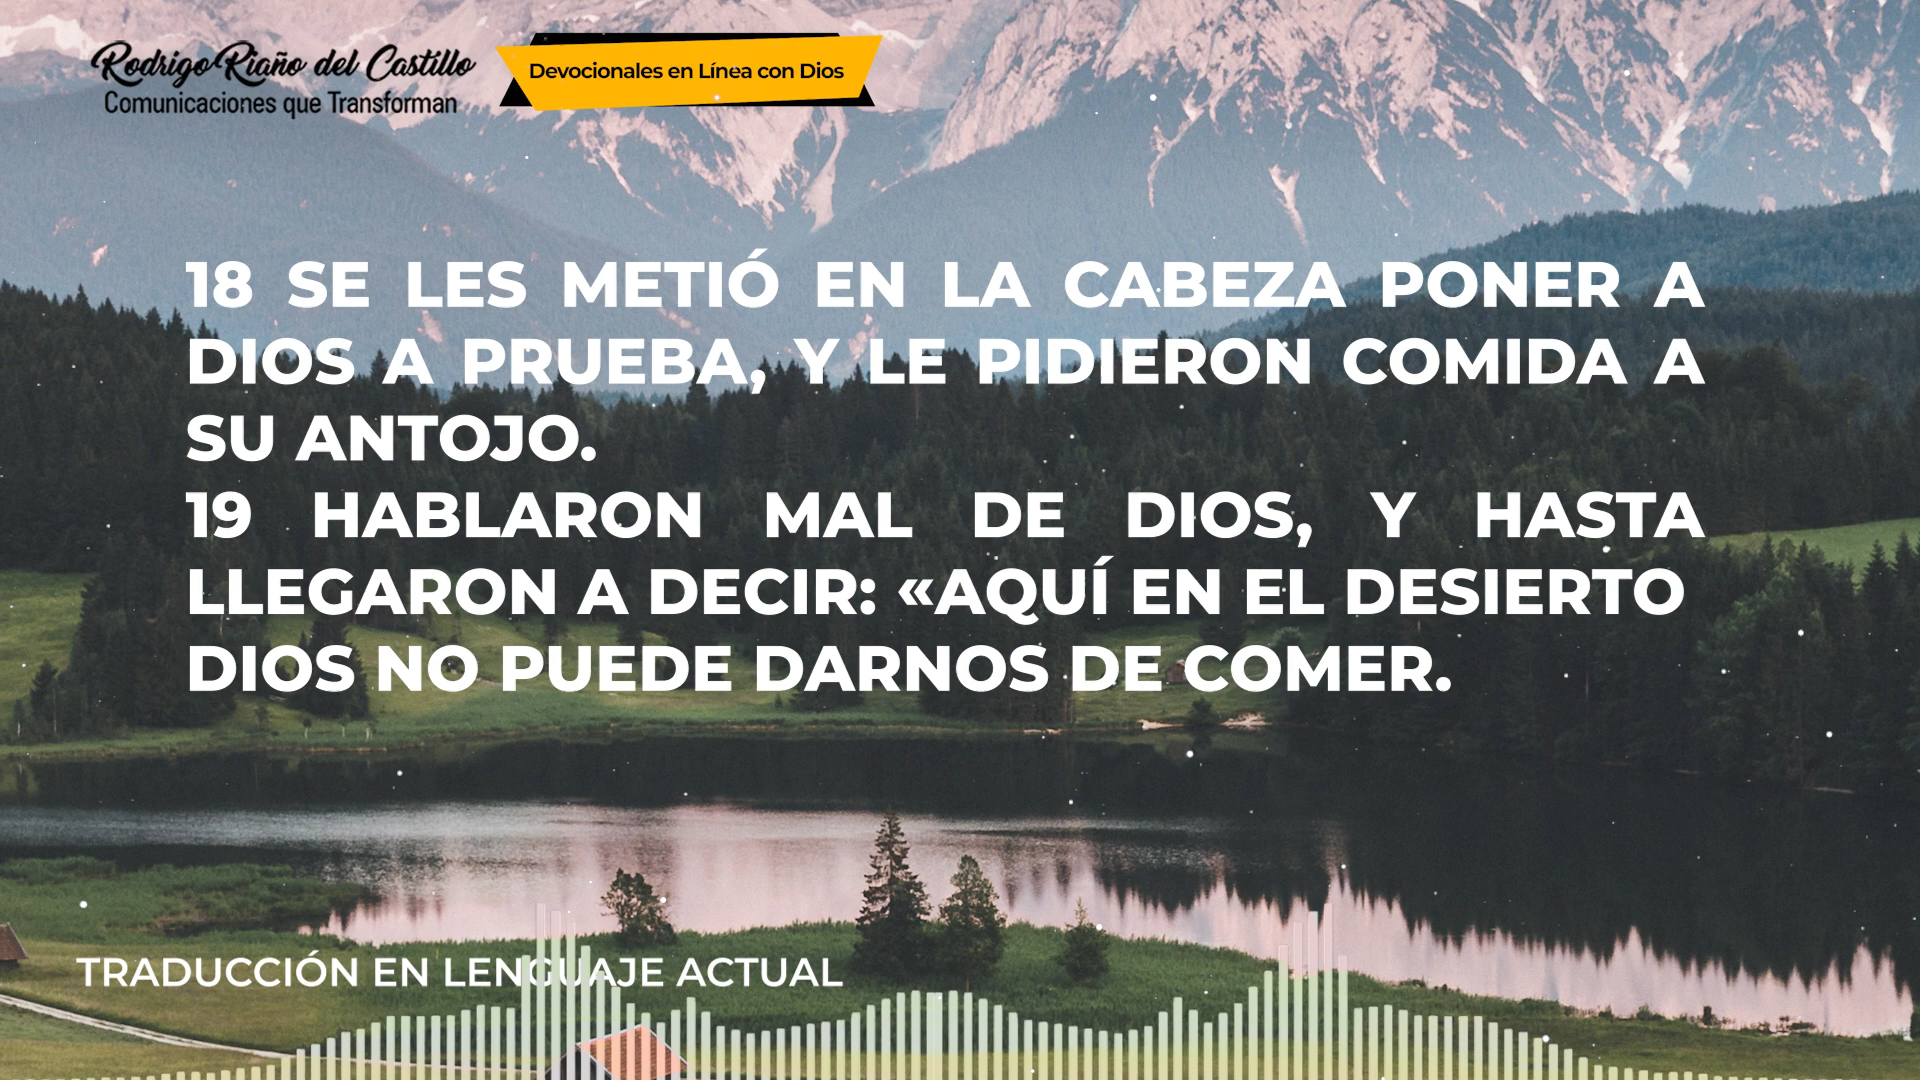 Rodrigo Riaño del Castillo
Comunicaciones que Transforman
Devocionales en Línea con Dios
18 SE LES METIÓ EN LA CABEZA PONER A
DIOS A PRUEBA, Y LE PIDIERON COMIDA A
SU ANTOJO.
19 HABLARON MAL DE DIOS, Y HASTA
LLEGARON A DECIR: «AQUÍ EN EL DESIERTO
DIOS NO PUEDE DARNOS DE COMER.
TRADUCCIÓN EN LENGUAJE ACTUAL